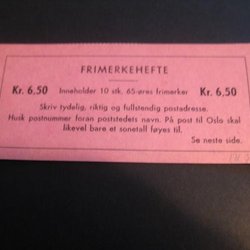 FRIMERKEHEFTE
Kr. 6,50 Inneholder 10 stk. 65-øres frimerker Kr. 6,50
Skriv tydelig, riktig og fullstendig postadresse.
Husk postnummer foran poststedets navn. På post til Oslo skal
likevel bare et sonetall føyes til.
Se neste side.